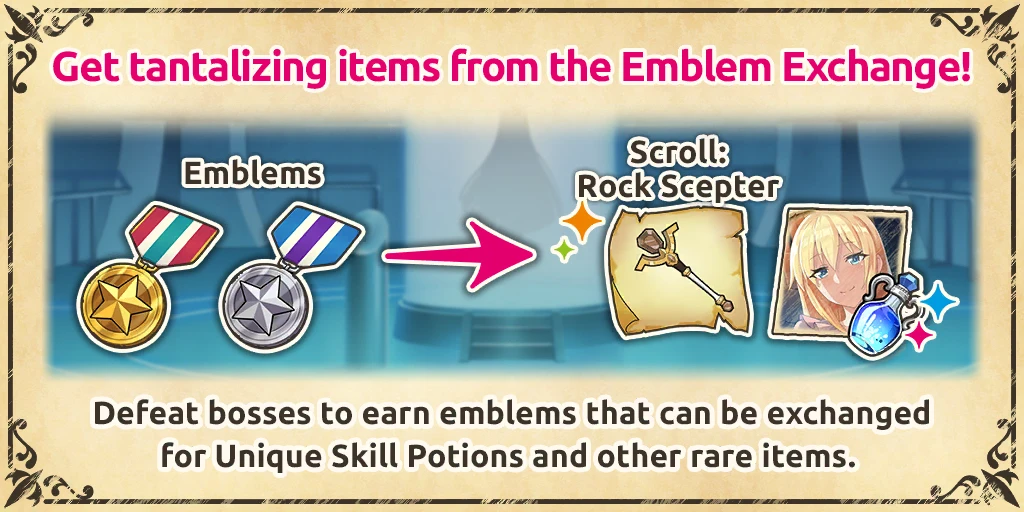 Get tantalizing items from the Emblem Exchange!
Emblems
Scroll:
Rock Scepter
Defeat bosses to earn emblems that can be exchanged
for Unique Skill Potions and other rare items.